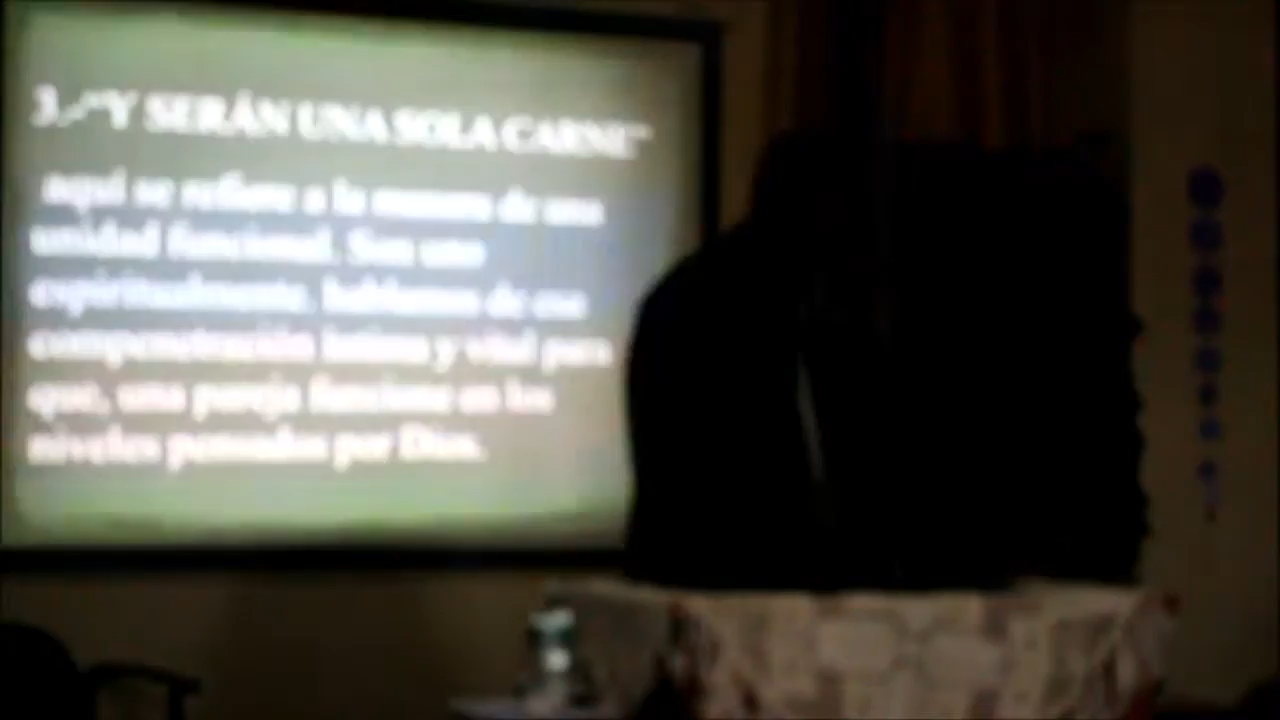 3.-"Y SERÁN UNA SOLA CARNE"
aquí se refiere a la manera de una
unidad funcional. Son uno
espiritualmente, hablamos de esa
compenetración íntima y vital para
que, una pareja funcione en los
niveles pensados por Dios.